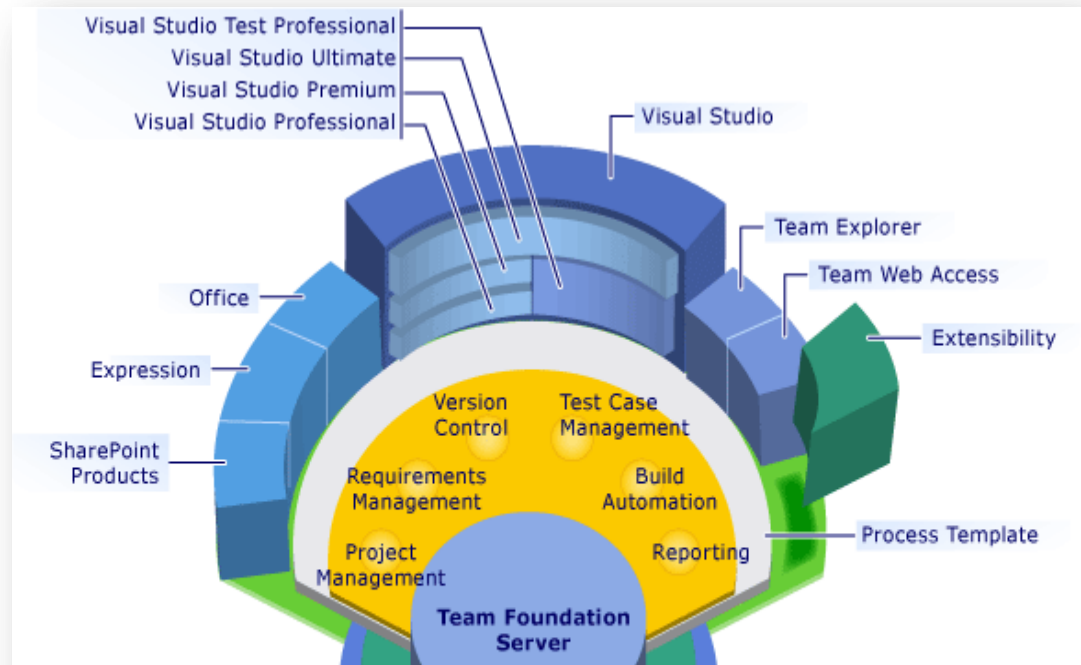 Visual Studio Test Professional
Visual Studio Ultimate
Visual Studio Premium
Visual Studio Professional
Visual Studio
Team Explorer
Team Web Access
Extensibility
Office
Expression
SharePoint
Products
Version
Control
Test Case
Management
Requirements
Management
Build
Automation
Project
Management
Reporting
Process Template
Team Foundation
Server